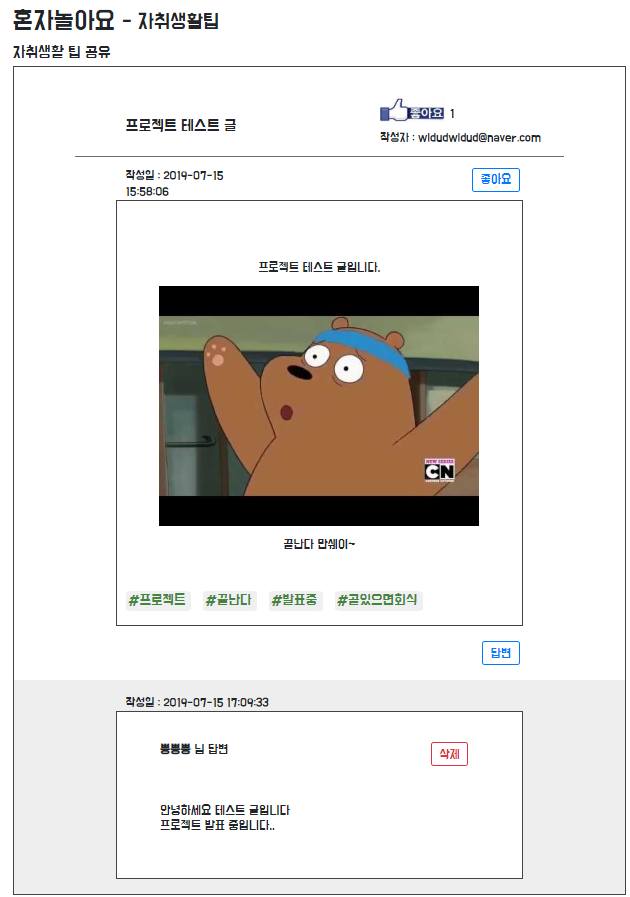 혼자놀아요 - 자취생활팁
자취생활 팁 공유
좋아요 1
프로젝트 테스트 글
작성자 : wldudwldud@naver.com
작성일 : 2019-07-15
15:58:06
좋아요
프로젝트 테스트 글입니다.
NEW SERIES
CN
끝난다 만쉐이~
#프로젝트 #끝난다 #발표중 #곧있으면회식
답변
작성일 : 2019-07-15 17:09:33
뿅뿅뿅 님 답변
삭제
안녕하세요 테스트 글입니다
프로젝트 발표 중입니다..